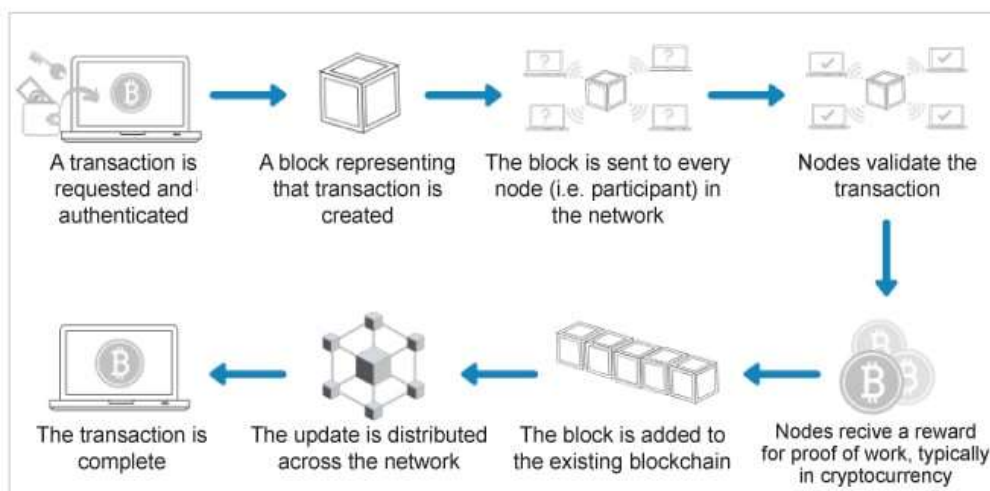 A transaction is
requested and
authenticated
A block representing
that transaction is
created
The block is sent to every
node (i.e. participant) in
the network
Nodes validate the
transaction
Nodes recive a reward
for proof of work, typically
in cryptocurrency
The block is added to
the existing blockchain
The update is distributed
across the network
The transaction is
complete